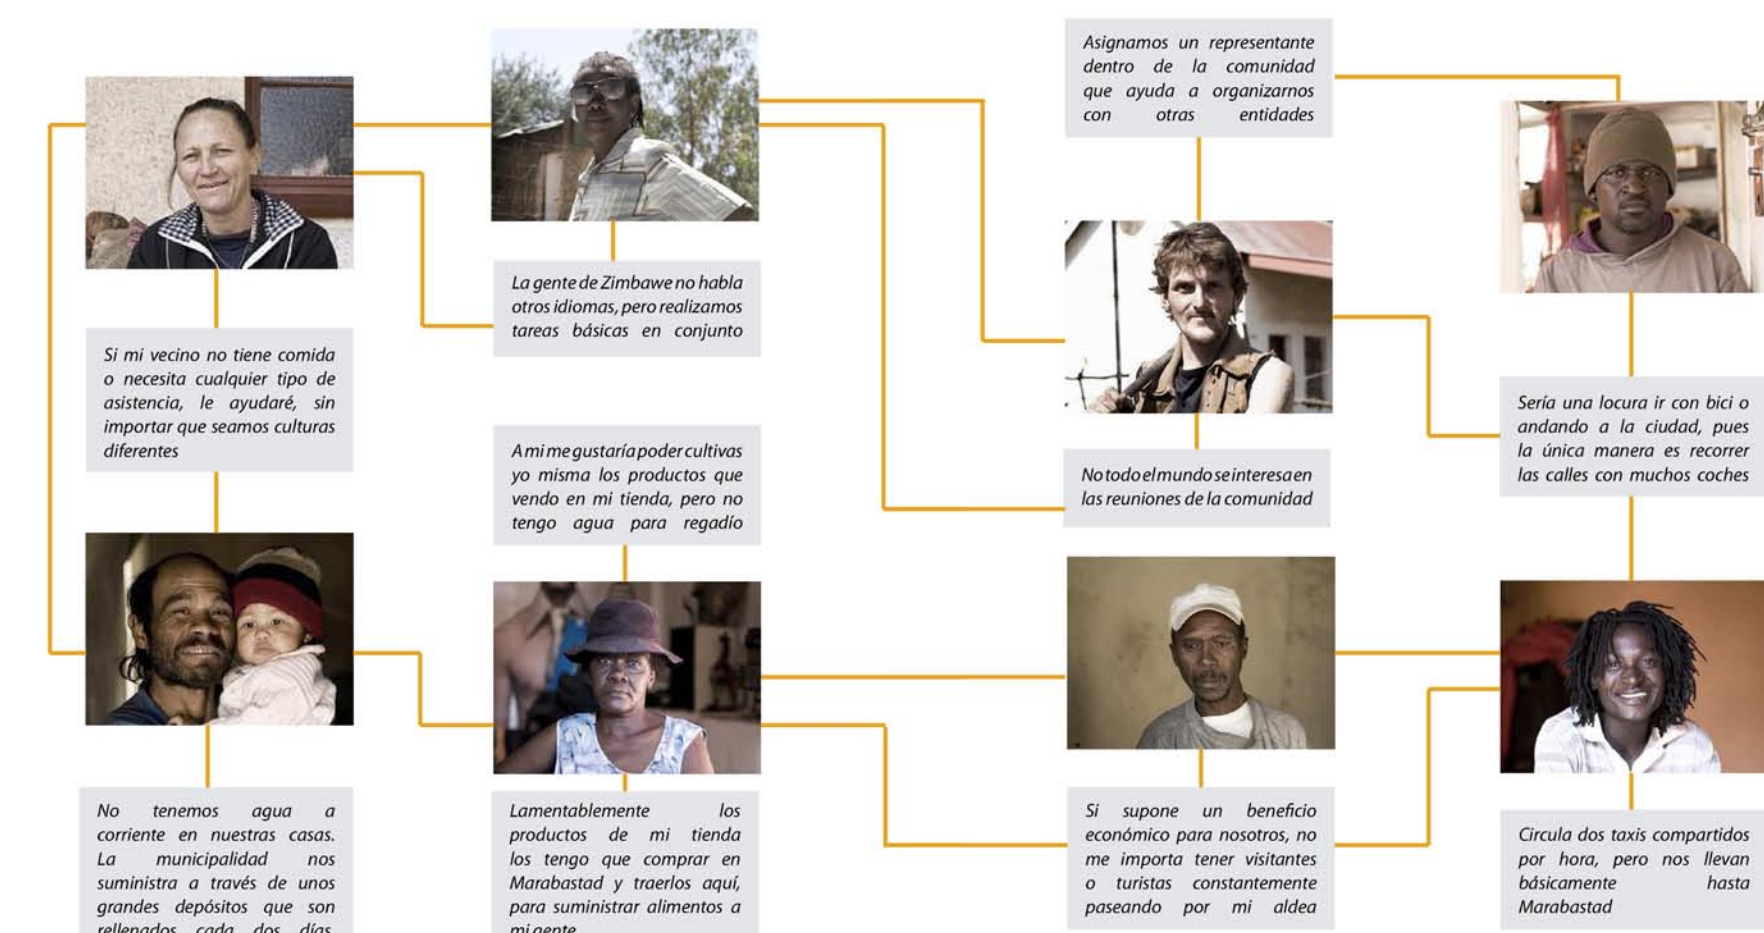 Asignamos un representante
dentro de la comunidad
que ayuda a organizarnos
con otras entidades
La gente de Zimbawe no habla
otros idiomas, pero realizamos
tareas básicas en conjunto
Si mi vecino no tiene comida
o necesita cualquier tipo de
asistencia, le ayudaré, sin
importar que seamos culturas
diferentes
A mi me gustaría poder cultivas
yo misma los productos que
vendo en mi tienda, pero no
tengo agua para regadío
No todo el mundo se interesa en
las reuniones de la comunidad
Sería una locura ir con bici o
andando a la ciudad, pues
la única manera es recorrer
las calles con muchos coches
No tenemos agua a
corriente en nuestras casas.
La municipalidad nos
suministra a través de unos
grandes depósitos que son
rellenados cada dos días.
Lamentablemente los
productos de mi tienda
los tengo que comprar en
Marabastad y traerlos aquí,
para suministrar alimentos a
mi gente
Si supone un beneficio
económico para nosotros, no
me importa tener visitantes
o turistas constantemente
paseando por mi aldea
Circula dos taxis compartidos
por hora, pero nos llevan
básicamente hasta
Marabastad